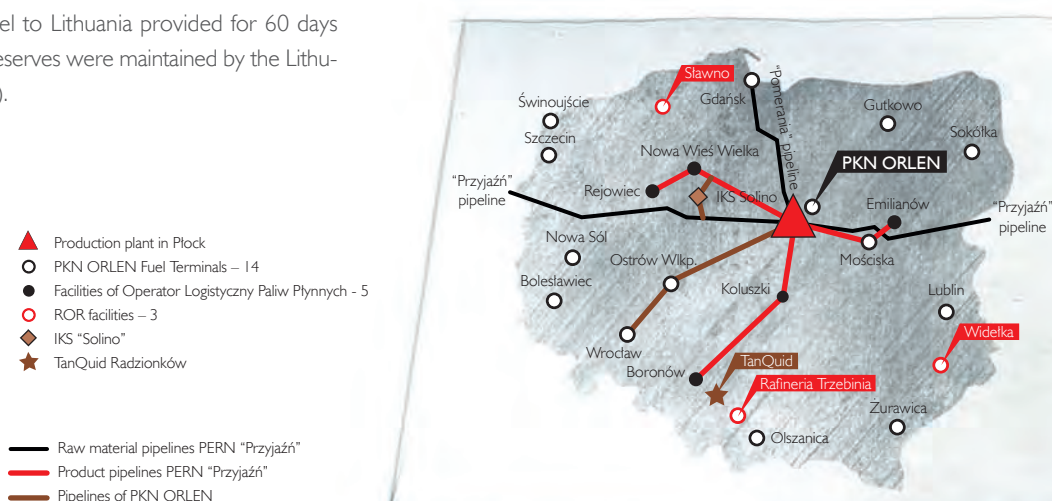 el to Lithuania provided for 60 days
eserves were maintained by the Lithu-
).
Production plant in Płock
PKN ORLEN Fuel Terminals – 14
Facilities of Operator Logistyczny Paliw Płynnych - 5
ROR facilities – 3
IKS “Solino”
TanQuid Radzionków
Raw material pipelines PERN “Przyjaźń”
Product pipelines PERN “Przyjaźń”
Pipelines of PKN ORLEN
Sławno
Gdańsk
“Pomerania” pipeline
Świnoujście
Szczecin
Gutkowo
Sokółka
Nowa Wieś Wielka
PKN ORLEN
“Przyjaźń”
pipeline
Rejowiec
IKS Solino
Emilianów
“Przyjaźń”
pipeline
Nowa Sól
Ostrów Wlkp.
Mościska
Bolesławiec
Koluszki
Lublin
Widełka
Wrocław
Boronów
TanQuid
Rafineria Trzebinia
Żurawica
Olszanica